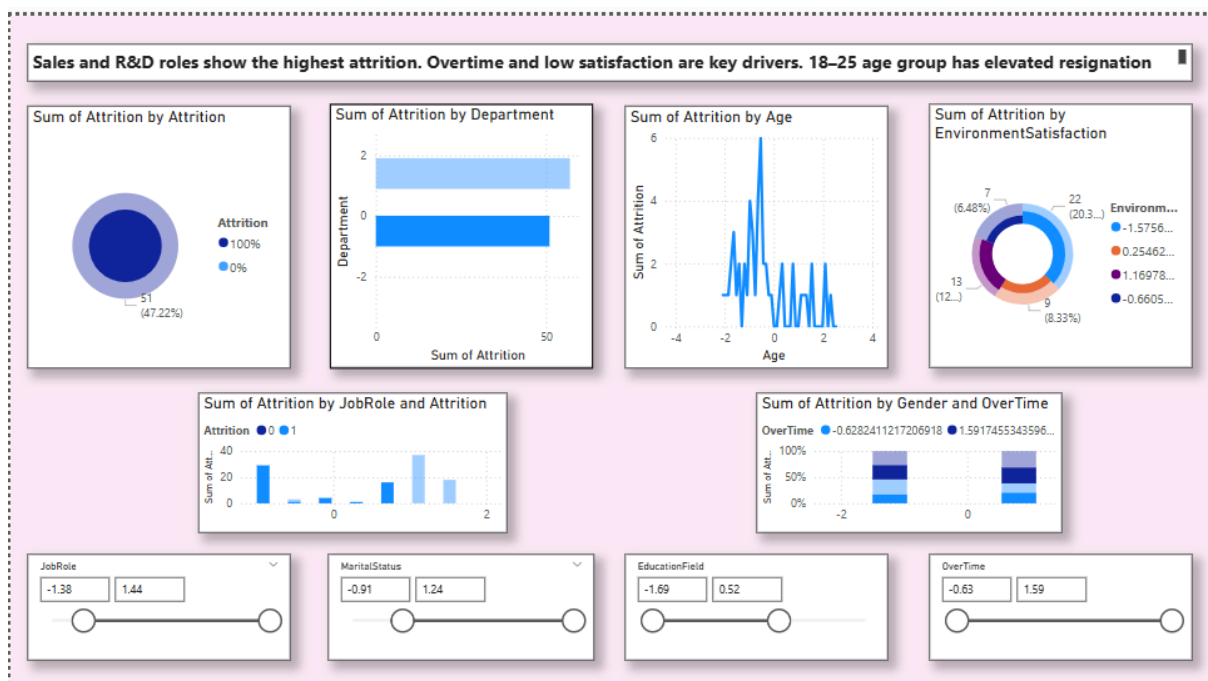 Sales and R&D roles show the highest attrition. Overtime and low satisfaction are key drivers. 18–25 age group has elevated resignation
Sum of Attrition by Attrition
Attrition
100%
0%
51
(47.22%)
Sum of Attrition by Department
Department
2
0
-2
0
50
Sum of Attrition
Sum of Attrition by Age
Sum of Attrition
6
4
2
0
-4
-2
0
2
4
Age
Sum of Attrition by
EnvironmentSatisfaction
7
(6.48%)
22
(20.3...)
13
(12...)
9
(8.33%)
Environm...
-1.5756...
0.25462...
1.16978...
-0.6605...
Sum of Attrition by JobRole and Attrition
Attrition
0
1
Sum of Att...
40
20
0
0
2
Sum of Attrition by Gender and OverTime
OverTime
-0.6282411217206918
1.5917455343596...
Sum of Att...
100%
50%
0%
-2
0
JobRole
-1.38
1.44
MaritalStatus
-0.91
1.24
EducationField
-1.69
0.52
OverTime
-0.63
1.59